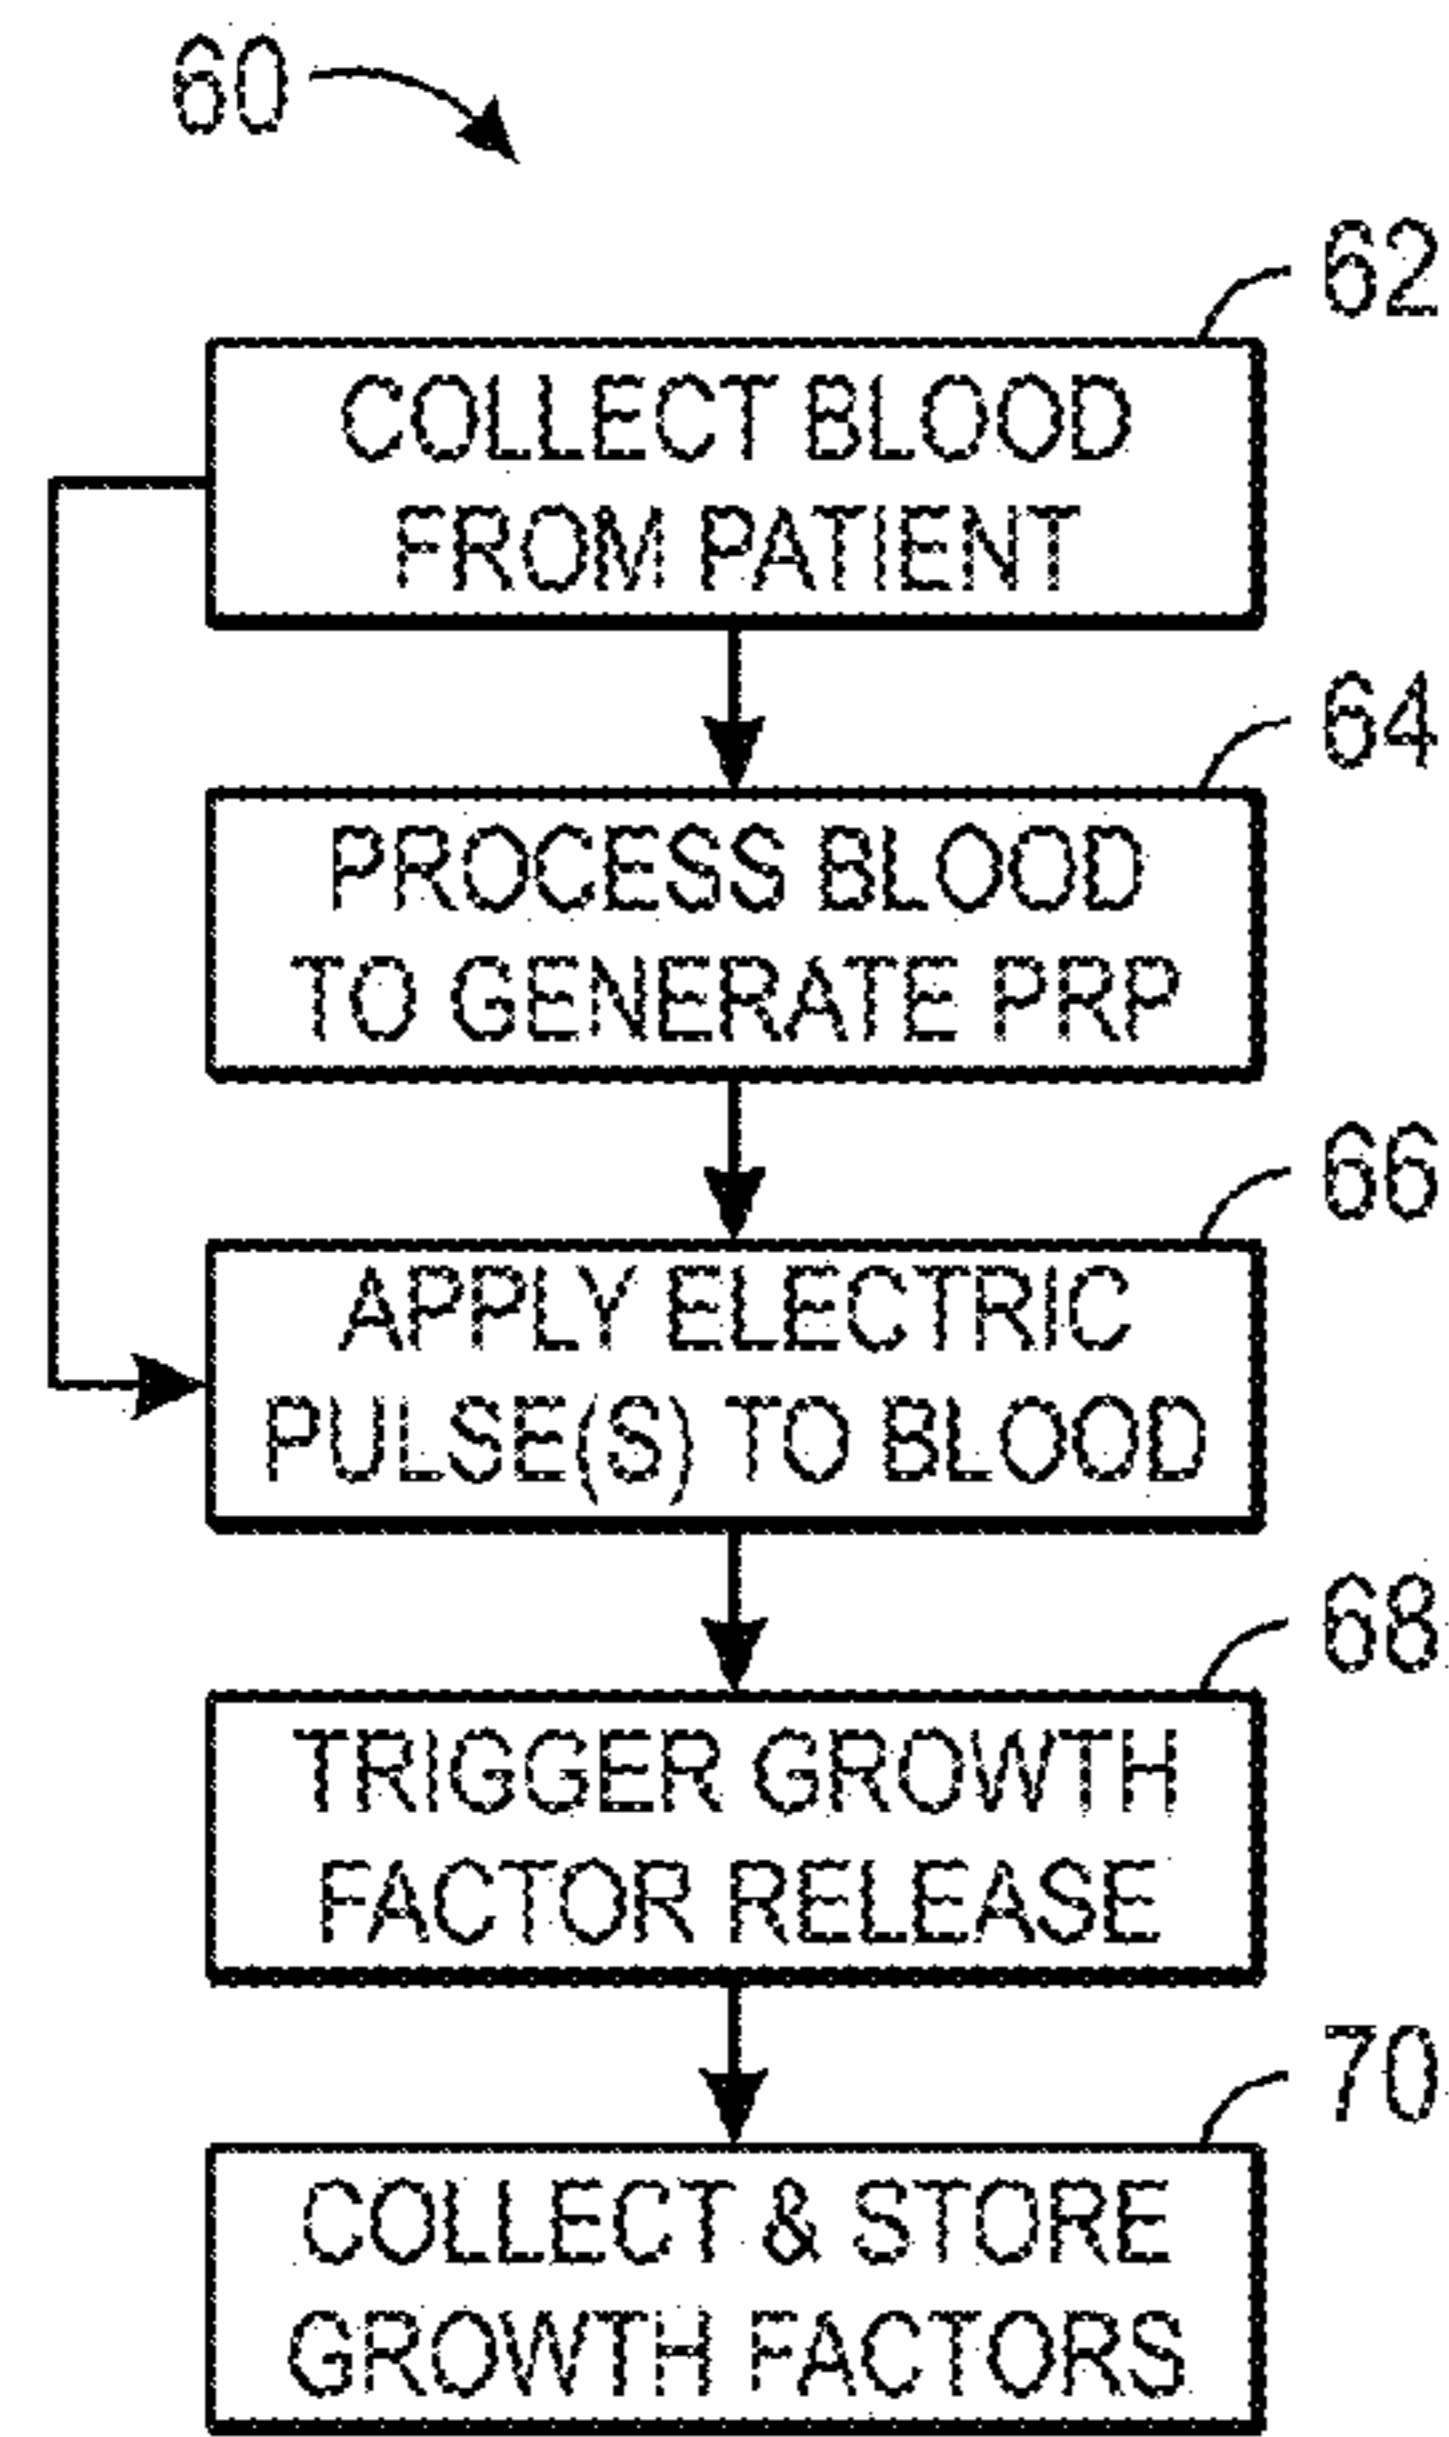 60
62
COLLECT BLOOD
FROM PATIENT
64
PROCESS BLOOD
TO GENERATE PRP
66
APPLY ELECTRIC
PULSE(S) TO BLOOD
68
TRIGGER GROWTH
FACTOR RELEASE
70
COLLECT & STORE
GROWTH FACTORS